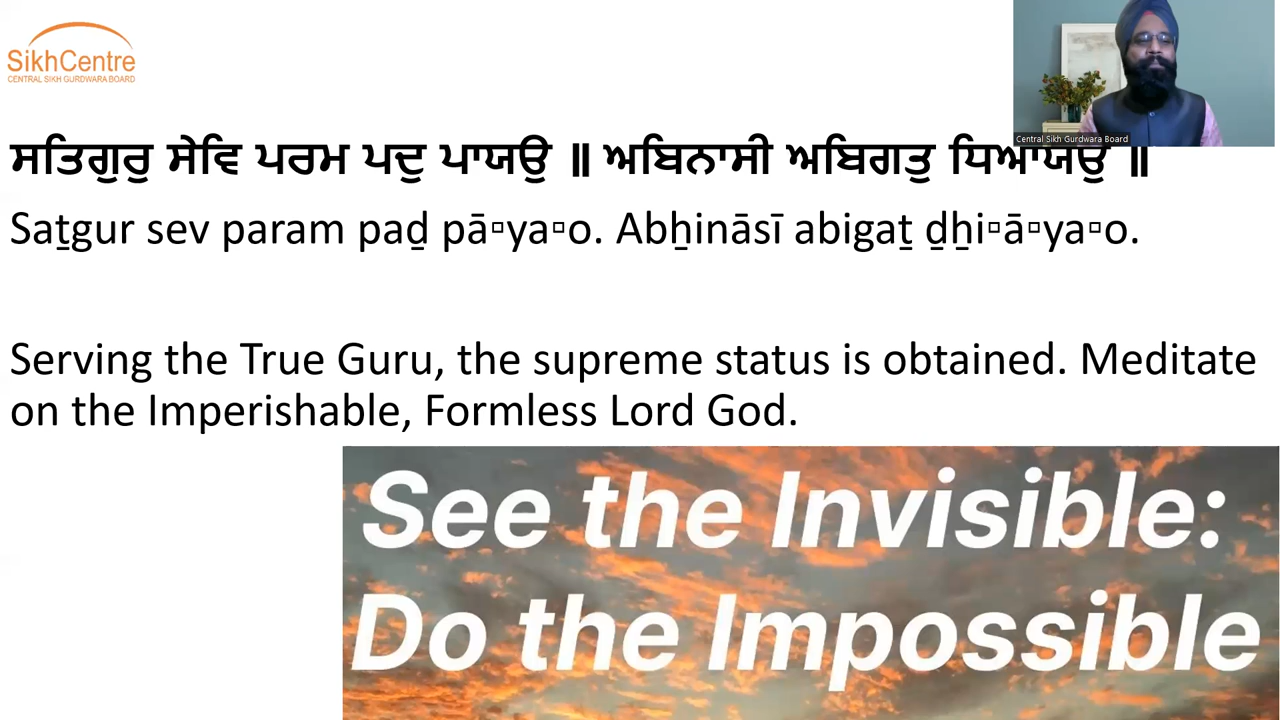 SikhCentre
CENTRAL SIKH GURDWARA BOARD
Central Sikh Gurdwara Board
ਸਤਿਗੁਰੁ ਸੇਵਿ ਪਰਮ ਪਦੁ ਪਾਯਉ ॥ ਅਬਿਨਾਸੀ ਅਬਿਗਤੁ ਧਿਆਯਉ ॥
Saṯgur sev param paḏ pā▫ya▫o. Abẖināsī abigaṯ ḏẖi▫ā▫ya▫o.
Serving the True Guru, the supreme status is obtained. Meditate
on the Imperishable, Formless Lord God.
See the Invisible:
Do the Impossible